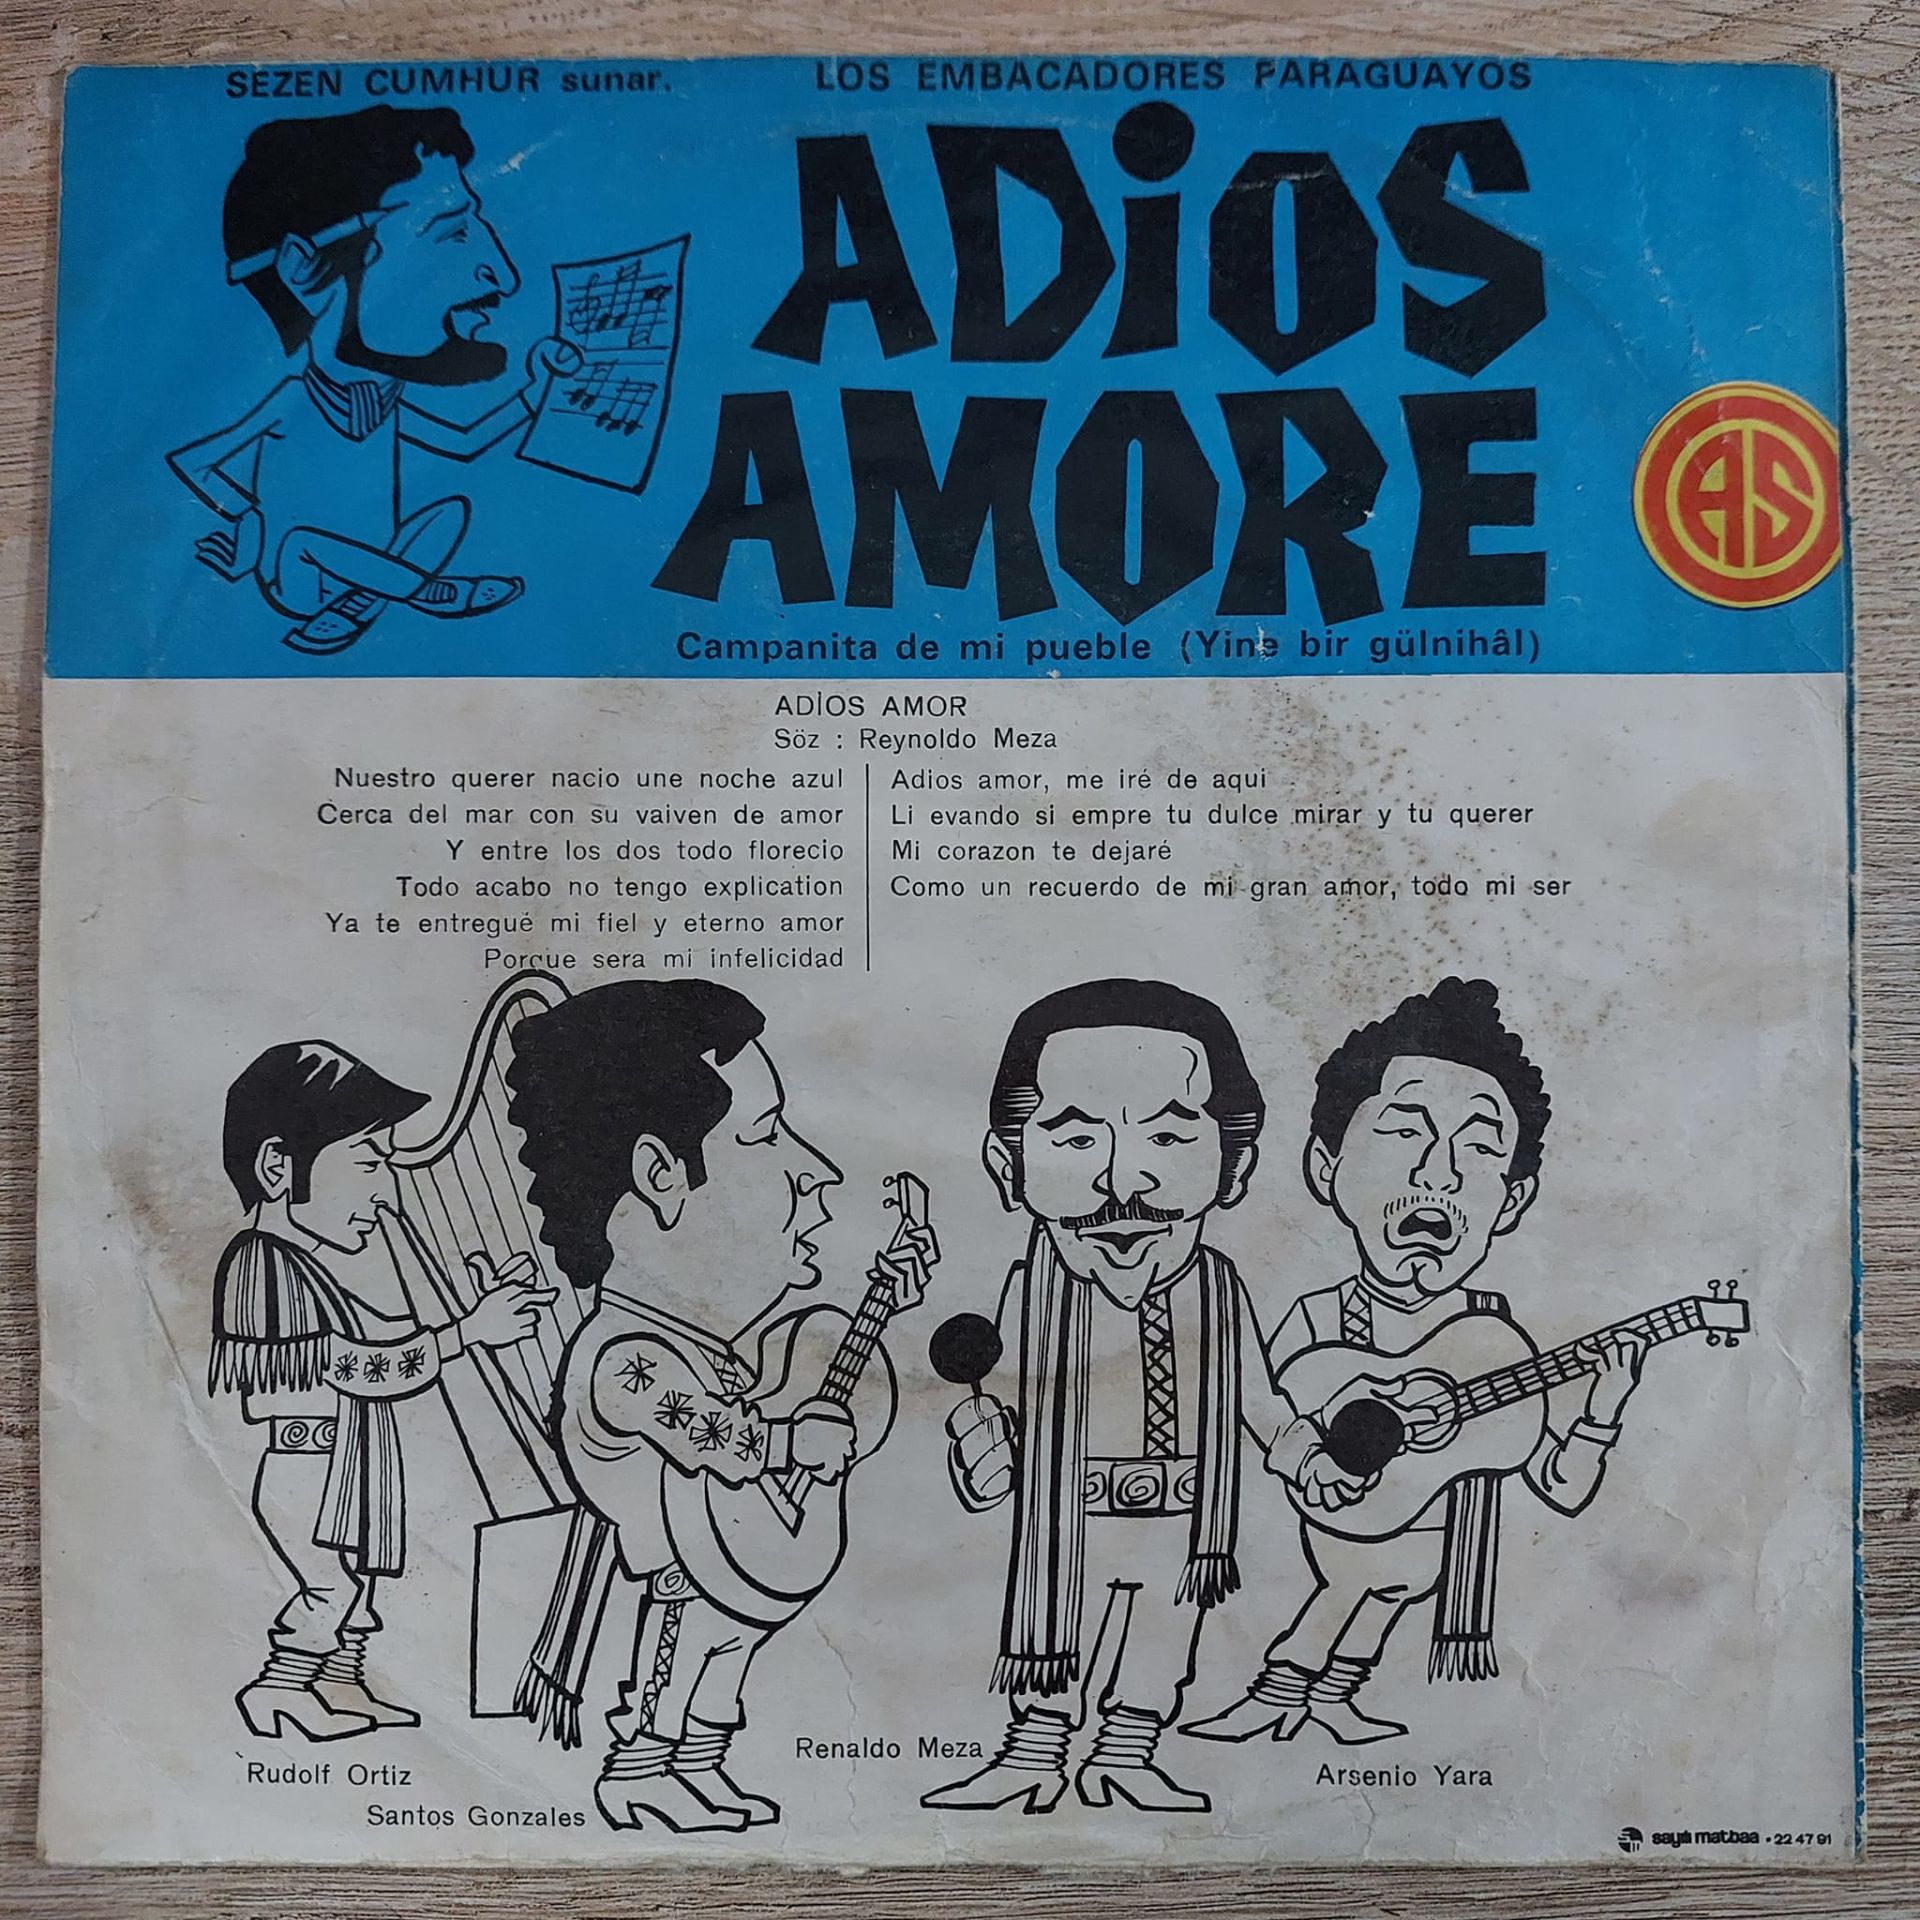 SEZEN CUMHUR sunar. LOS EMBACADORES PARAGUAYOS
ADiOS
AMORE
AS
Campanita de mi pueble (Yine bir gülnihâl)
ADİOS AMOR
Söz : Reynoldo Meza
Nuestro querer nacio une noche azul
Cerca del mar con su vaiven de amor
Y entre los dos todo florecio
Todo acabo no tengo explication
Ya te entregué mi fiel y eterno amor
Porque sera mi infelicidad
Adios amor, me iré de aqui
Li evando si empre tu dulce mirar y tu querer
Mi corazon te dejaré
Como un recuerdo de mi gran amor, todo mi ser
Rudolf Ortiz
Santos Gonzales
Renaldo Meza
Arsenio Yara
sayılı matbaa • 22 47 91